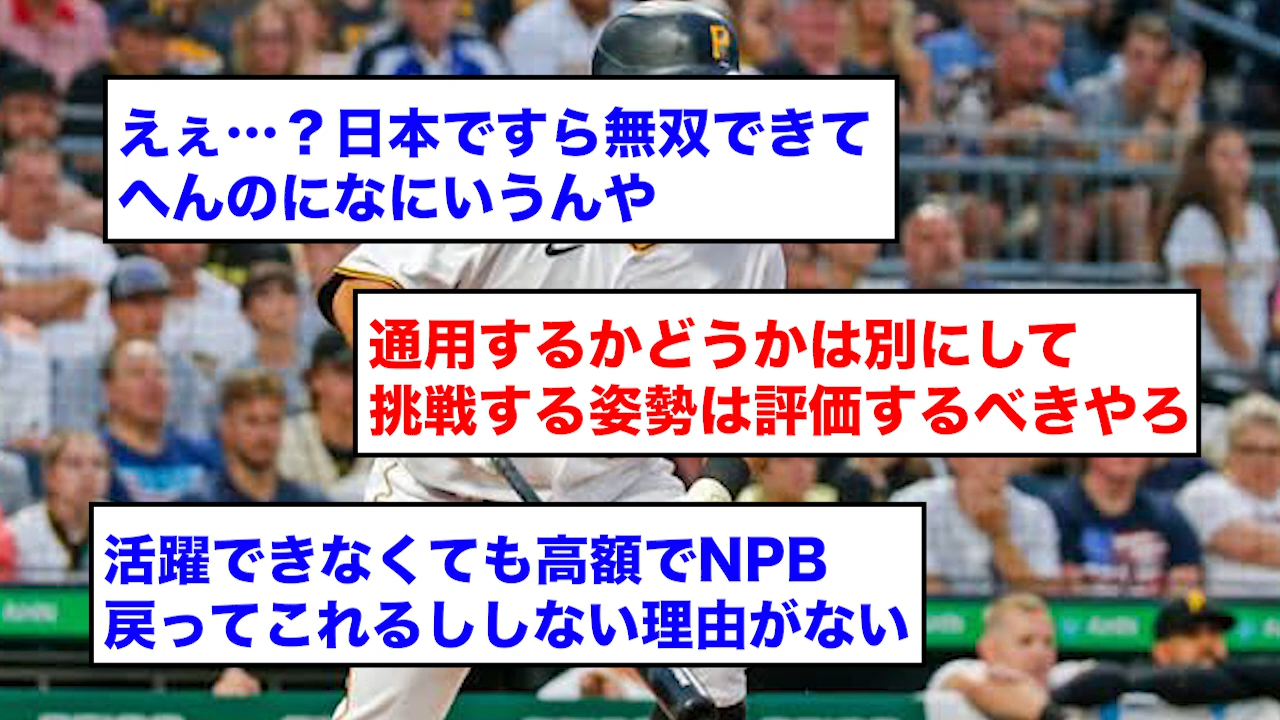 P
えぇ…？日本ですら無双できて
へんのになにいうんや
通用するかどうかは別にして
挑戦する姿勢は評価するべきやろ
活躍できなくても高額でNPB
戻ってこれるししない理由がない